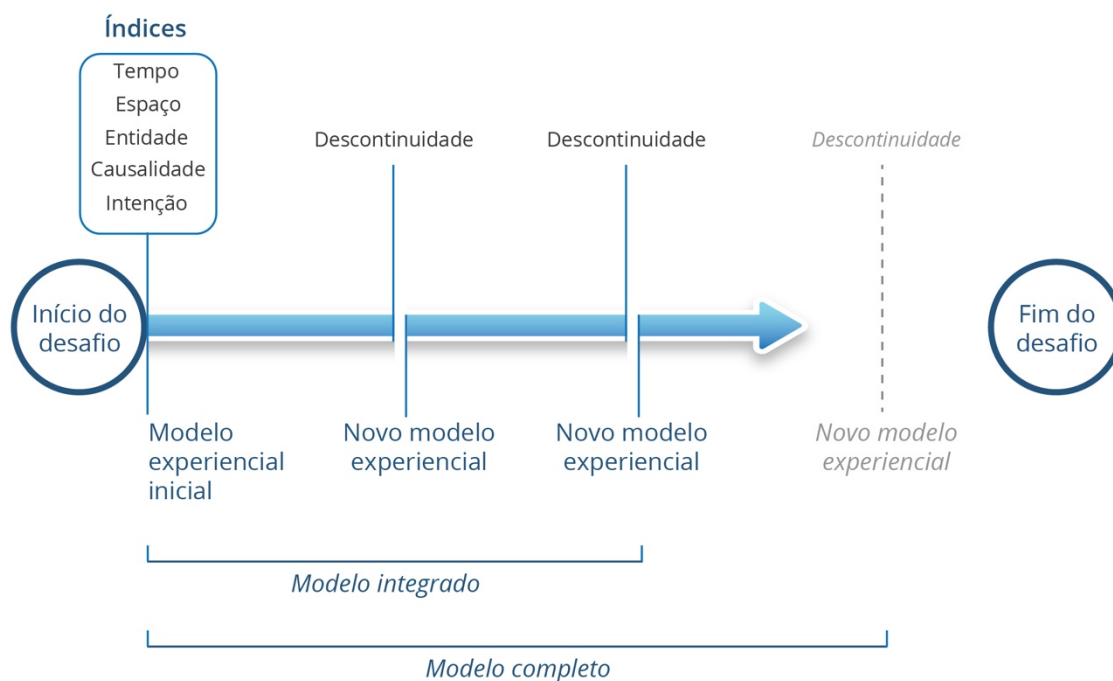 Índices
Tempo
Espaço
Entidade
Causalidade
Intenção
Descontinuidade
Descontinuidade
Descontinuidade
Início do
desafio
Fim do
desafio
Modelo
experiencial
inicial
Novo modelo
experiencial
Novo modelo
experiencial
Novo modelo
experiencial
Modelo integrado
Modelo completo